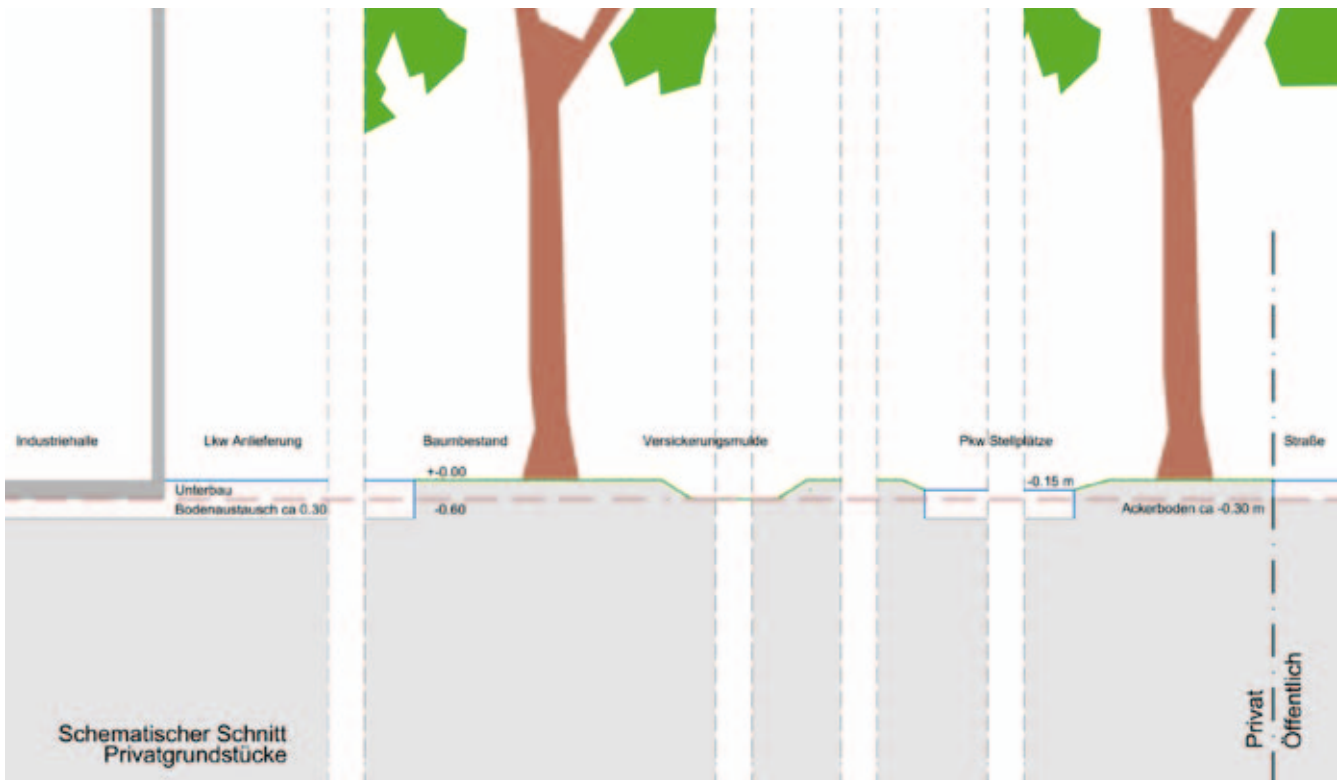 Industriehalle
Lkw Anlieferung
Baumbestand
Versickerungsmulde
Pkw Stellplätze
Straße
+-0.00
-0.15 m
Unterbau
Bodenaustausch ca 0.30
-0.60
Ackerboden ca -0.30 m
Privat
Öffentlich
Schematischer Schnitt
Privatgrundstücke